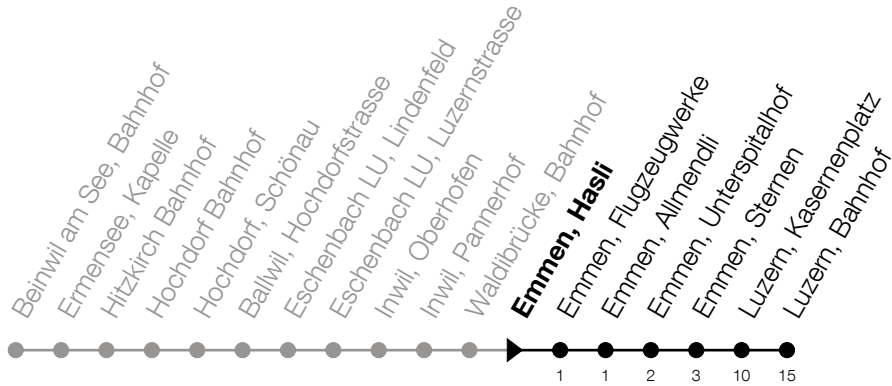 Beinwil am See, Bahnhof
Ermensee, Kapelle
Hitzkirch Bahnhof
Hochdorf Bahnhof
Hochdorf, Schönau
Ballwil, Hochdorfstrasse
Eschenbach LU, Lindenfeld
Eschenbach LU, Luzernstrasse
Inwil, Oberhofen
Inwil, Pannerhof
Waldibrücke, Bahnhof
Emmen, Hasli
Emmen, Flugzeugwerke
Emmen, Allmendli
Emmen, Unterspitalhof
Emmen, Sternen
Luzern, Kasernenplatz
Luzern, Bahnhof
1 1 2 3 10 15